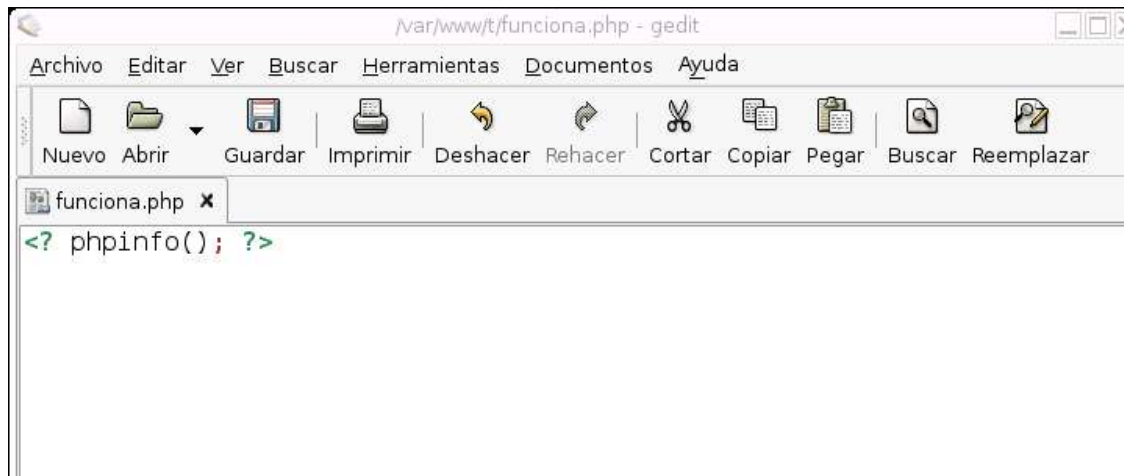 /var/www/t/funciona.php - gedit
Archivo Editar Ver Buscar Herramientas Documentos Ayuda
Nuevo Abrir Guardar Imprimir Deshacer Rehacer Cortar Copiar Pegar Buscar Reemplazar
funciona.php
<? phpinfo(); ?>